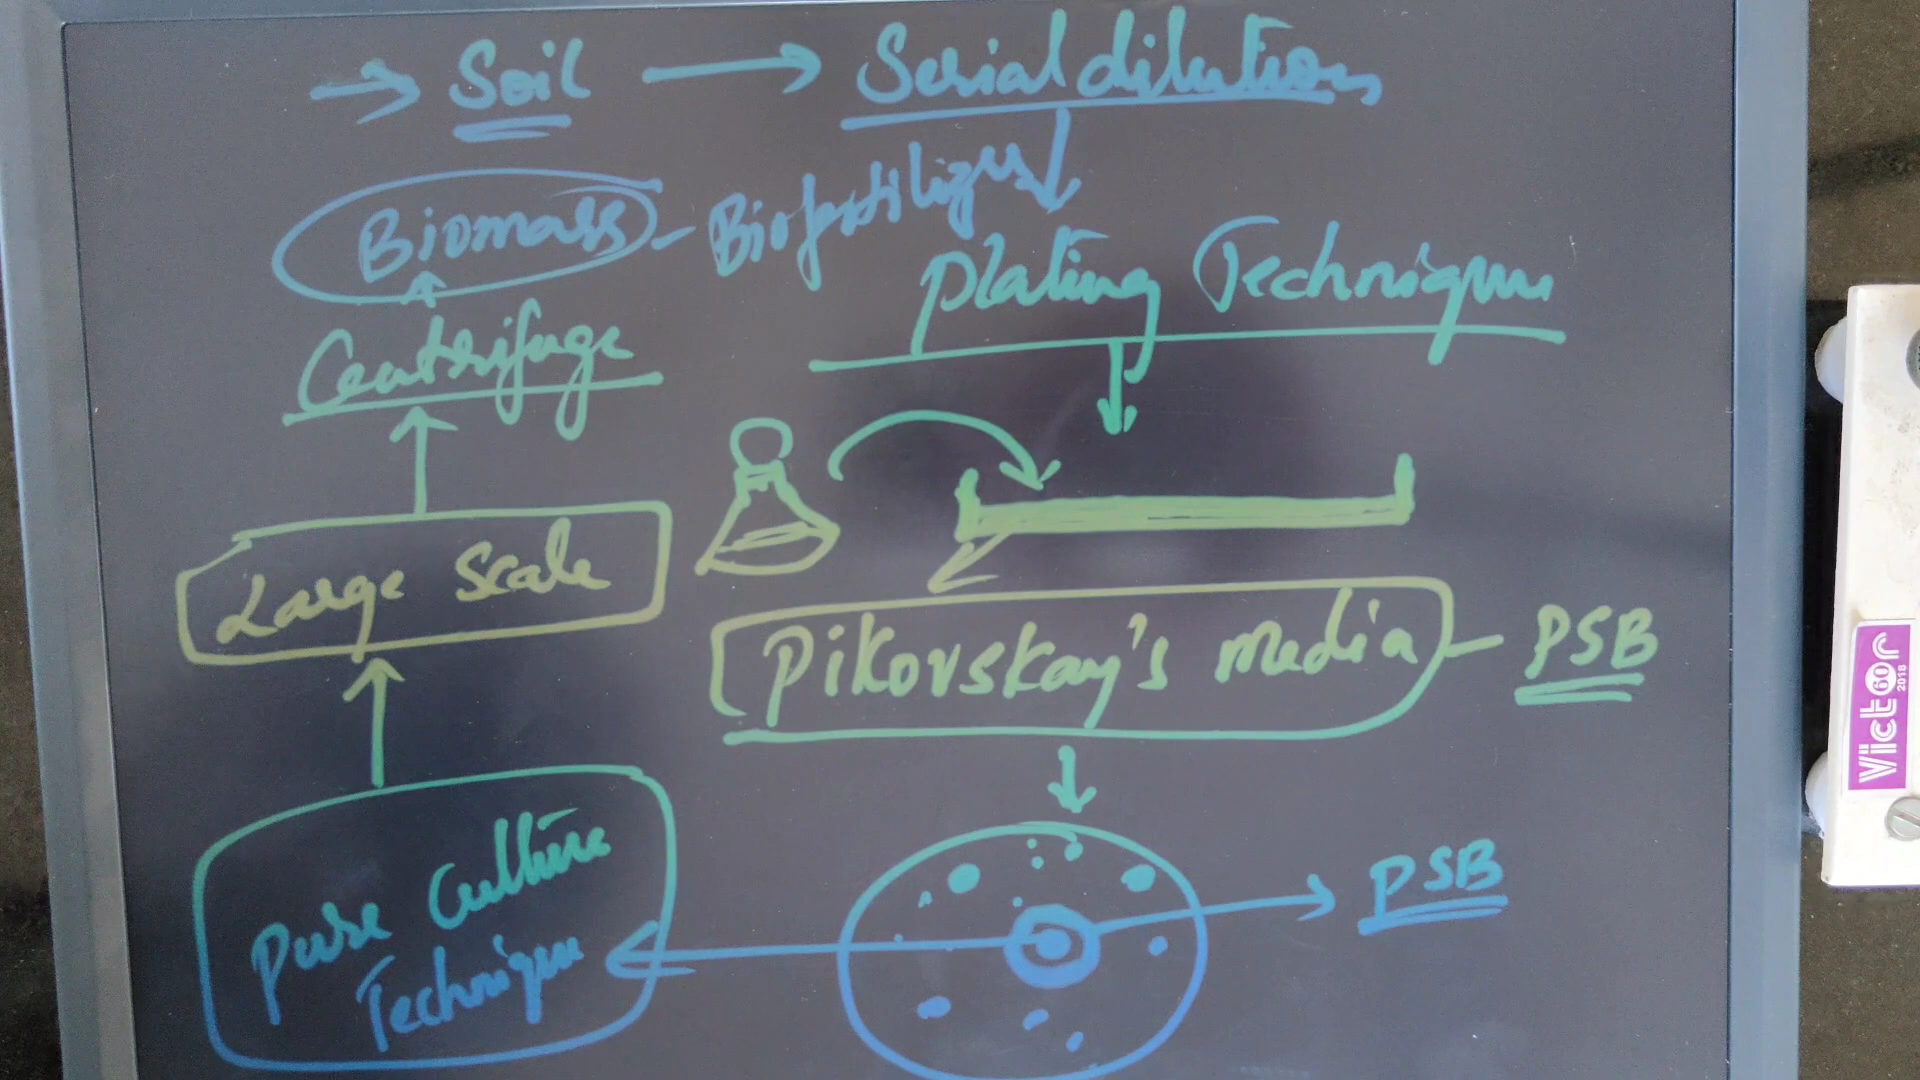 → Soil → Serial dilution
Biomass - Biofertilizer
Plating Technique
Centrifuge
Large Scale
Pikovskay's media - PSB
Pure Culture
Technique
PSB
Victor 60
2018